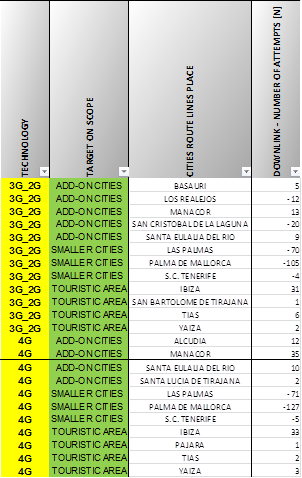 TECHNOLOGY TARGET ON SCOPE CITIES ROUTE LINES PLACE DOWNLINK - NUMBER OF ATTEMPTS [N]
3G_2G ADD-ON CITIES BASAURI 5
3G_2G ADD-ON CITIES LOS REALEJOS -12
3G_2G ADD-ON CITIES MANACOR 13
3G_2G ADD-ON CITIES SAN CRISTOBAL DE LA LAGUNA -20
3G_2G ADD-ON CITIES SANTA EULALIA DEL RIO 9
3G_2G SMALLER CITIES LAS PALMAS -70
3G_2G SMALLER CITIES PALMA DE MALLORCA -105
3G_2G SMALLER CITIES S.C. TENERIFE -4
3G_2G TOURISTIC AREA IBIZA 31
3G_2G TOURISTIC AREA SAN BARTOLOME DE TIRAJANA 1
3G_2G TOURISTIC AREA TIAS 6
3G_2G TOURISTIC AREA YAIZA 2
4G ADD-ON CITIES ALCUDIA 12
4G ADD-ON CITIES MANACOR 35
4G ADD-ON CITIES SANTA EULALIA DEL RIO 10
4G ADD-ON CITIES SANTA LUCIA DE TIRAJANA 2
4G SMALLER CITIES LAS PALMAS -71
4G SMALLER CITIES PALMA DE MALLORCA -127
4G SMALLER CITIES S.C. TENERIFE -5
4G TOURISTIC AREA IBIZA 33
4G TOURISTIC AREA PAJARA 1
4G TOURISTIC AREA TIAS 2
4G TOURISTIC AREA YAIZA 3